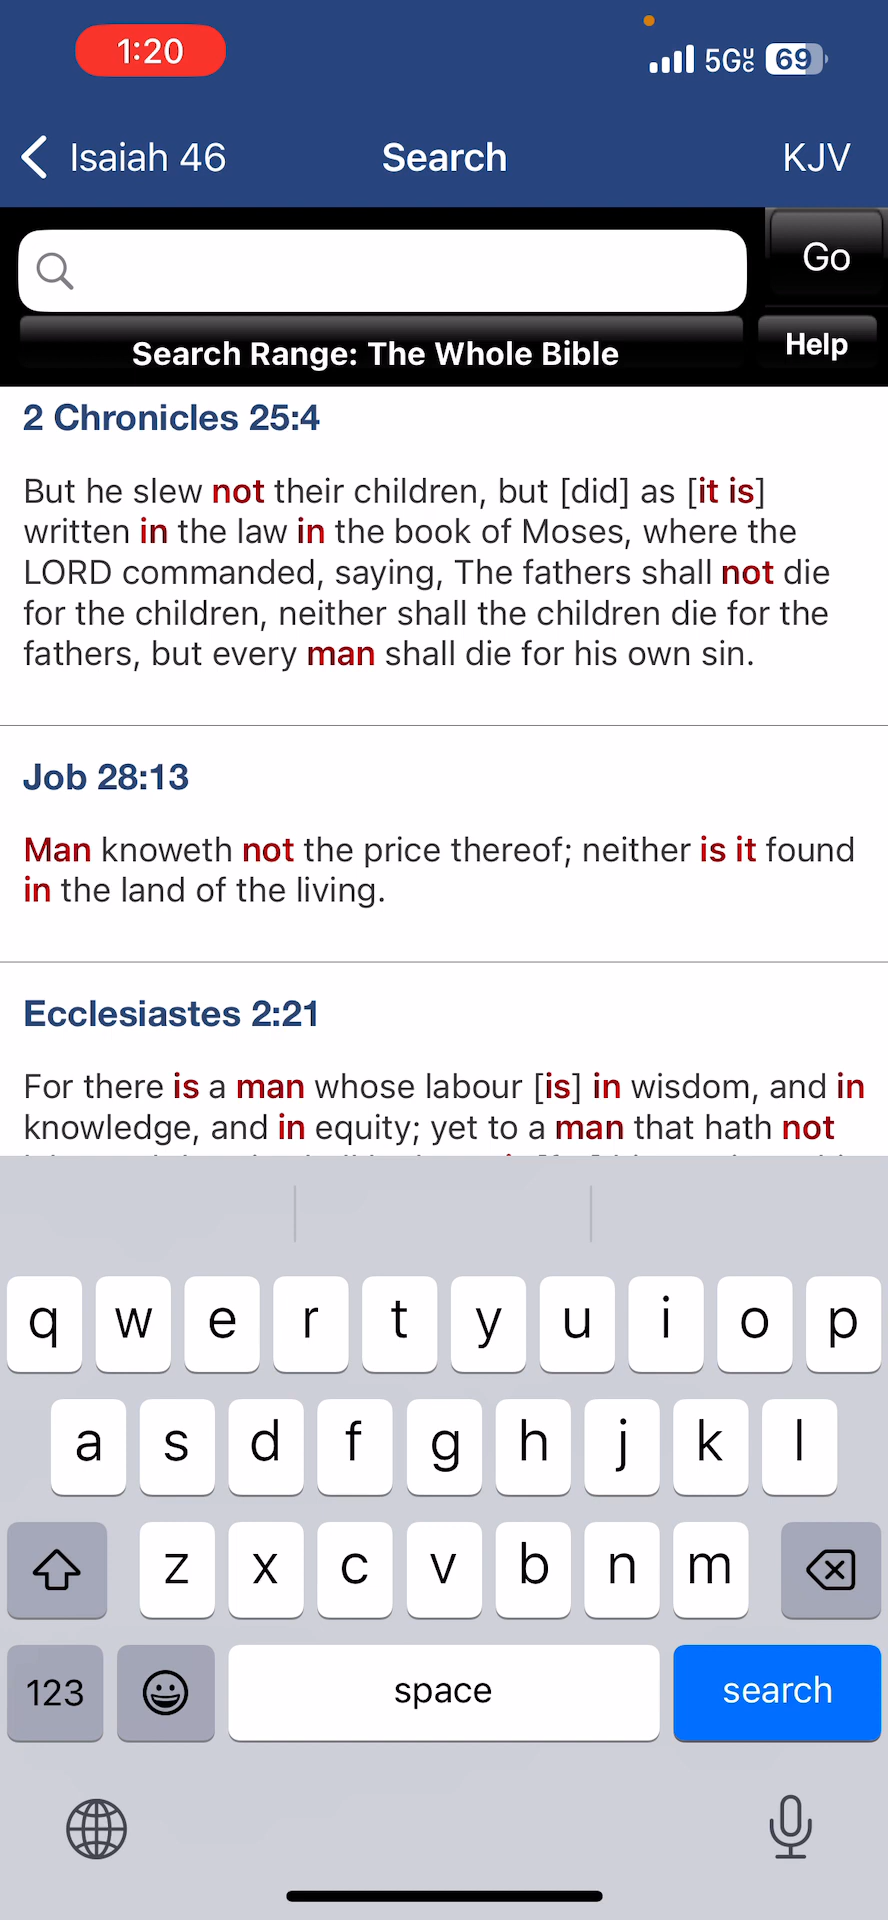 1:20
5GUC 69
Isaiah 46 Search KJV
Go
Search Range: The Whole Bible Help
2 Chronicles 25:4
But he slew not their children, but [did] as [it is]
written in the law in the book of Moses, where the
LORD commanded, saying, The fathers shall not die
for the children, neither shall the children die for the
fathers, but every man shall die for his own sin.
Job 28:13
Man knoweth not the price thereof; neither is it found
in the land of the living.
Ecclesiastes 2:21
For there is a man whose labour [is] in wisdom, and in
knowledge, and in equity; yet to a man that hath not
q w e r t y u i o p
a s d f g h j k l
z x c v b n m
123 space search